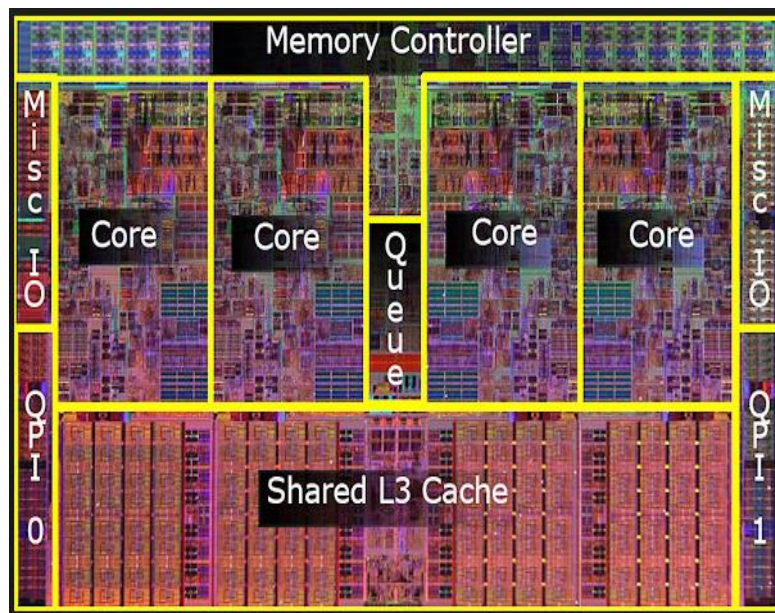 Memory Controller
Misc IO
Core
Core
Queue
Core
Core
Misc IO
QPI 0
Shared L3 Cache
QPI 1